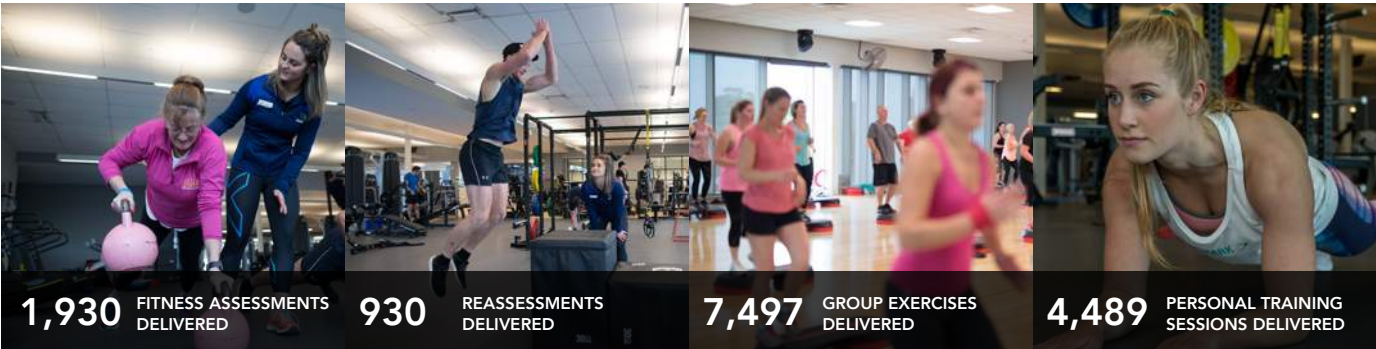 1,930 FITNESS ASSESSMENTS
DELIVERED
930 REASSESSMENTS
DELIVERED
7,497 GROUP EXERCISES
DELIVERED
4,489 PERSONAL TRAINING
SESSIONS DELIVERED